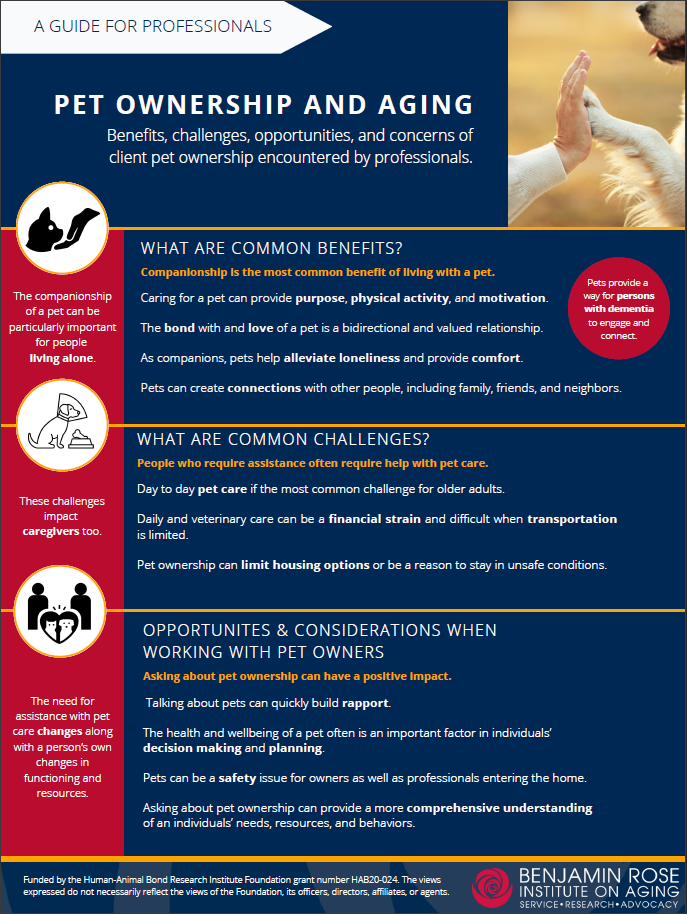 A GUIDE FOR PROFESSIONALS
PET OWNERSHIP AND AGING
Benefits, challenges, opportunities, and concerns of
client pet ownership encountered by professionals.
WHAT ARE COMMON BENEFITS?
Companionship is the most common benefit of living with a pet.
Caring for a pet can provide purpose, physical activity, and motivation.
The bond with and love of a pet is a bidirectional and valued relationship.
As companions, pets help alleviate loneliness and provide comfort.
Pets can create connections with other people, including family, friends, and neighbors.
Pets provide a
way for persons
with dementia
to engage and
connect.
The companionship
of a pet can be
particularly important
for people
living alone.
WHAT ARE COMMON CHALLENGES?
People who require assistance often require help with pet care.
Day to day pet care if the most common challenge for older adults.
Daily and veterinary care can be a financial strain and difficult when transportation
is limited.
Pet ownership can limit housing options or be a reason to stay in unsafe conditions.
These challenges
impact
caregivers too.
OPPORTUNITES & CONSIDERATIONS WHEN
WORKING WITH PET OWNERS
Asking about pet ownership can have a positive impact.
Talking about pets can quickly build rapport.
The health and wellbeing of a pet often is an important factor in individuals’
decision making and planning.
Pets can be a safety issue for owners as well as professionals entering the home.
Asking about pet ownership can provide a more comprehensive understanding
of an individuals’ needs, resources, and behaviors.
The need for
assistance with pet
care changes along
with a person’s own
changes in
functioning and
resources.
Funded by the Human-Animal Bond Research Institute Foundation grant number HAB20-024. The views
expressed do not necessarily reflect the views of the Foundation, its officers, directors, affiliates, or agents.
BENJAMIN ROSE
INSTITUTE ON AGING
SERVICE•RESEARCH•ADVOCACY